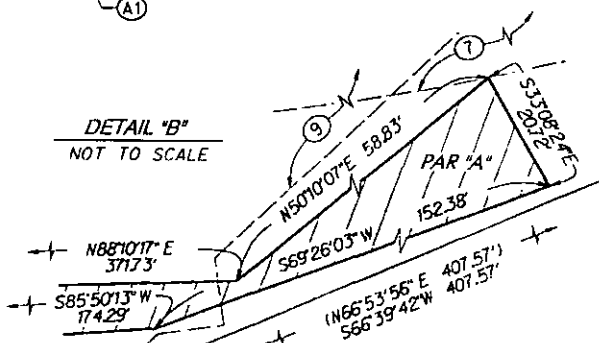 A1
7
9
DETAIL "B"
NOT TO SCALE
N50°10'07"E 58.83'
S33°08'24"E
20.72'
PAR "A"
S69°26'03"W
152.38'
N88°10'17"E
371.73'
S85°50'13"W
174.29'
(N66°53'56"E 407.57')
S66°39'42"W 407.57'